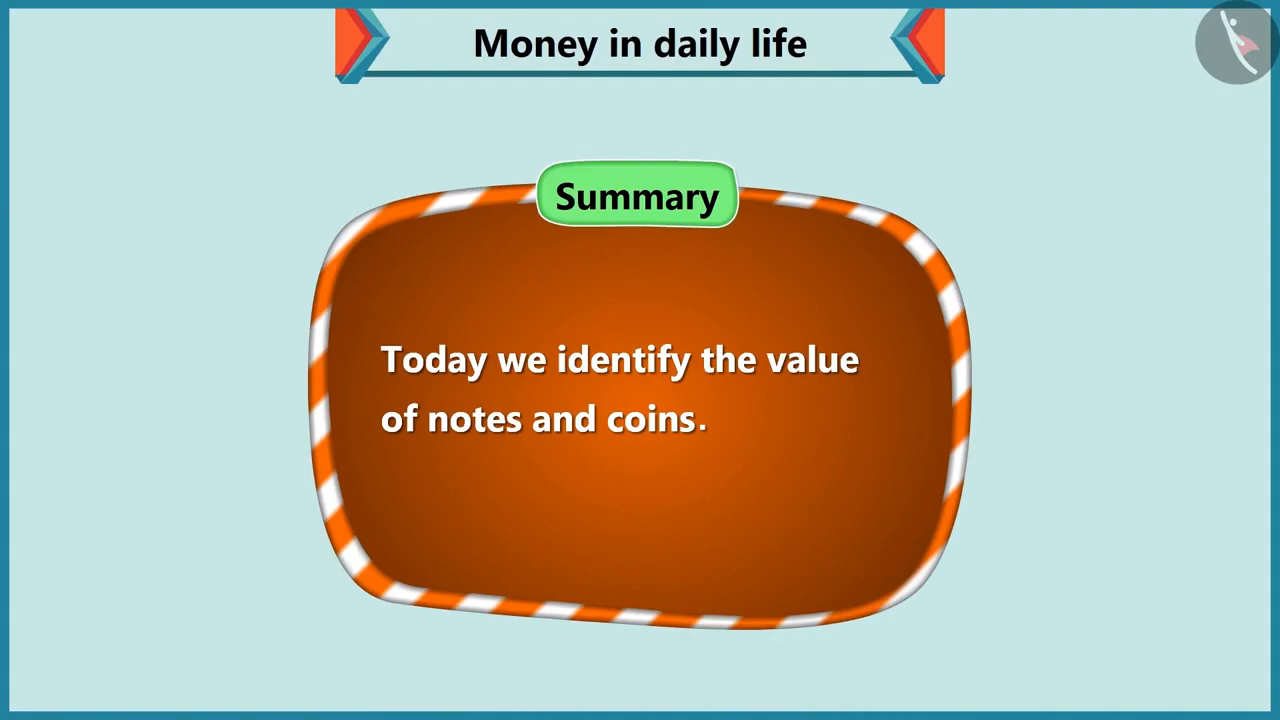 Money in daily life
Summary
Today we identify the value
of notes and coins.